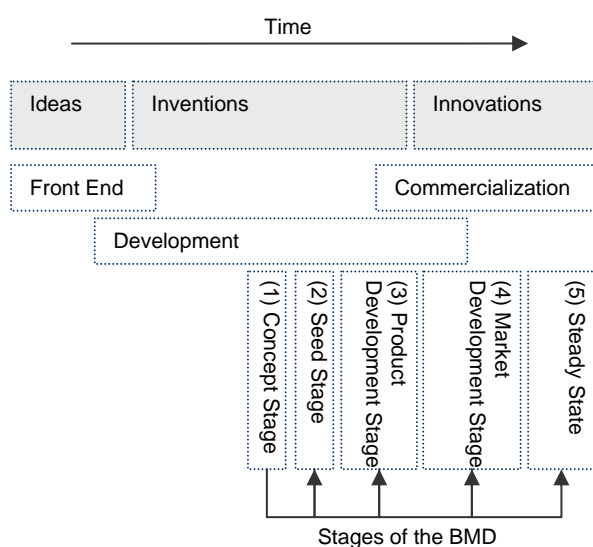 Time
Ideas
Inventions
Innovations
Front End
Commercialization
Development
(1) Concept Stage
(2) Seed Stage
(3) Product
Development Stage
(4) Market
Development Stage
(5) Steady State
Stages of the BMD